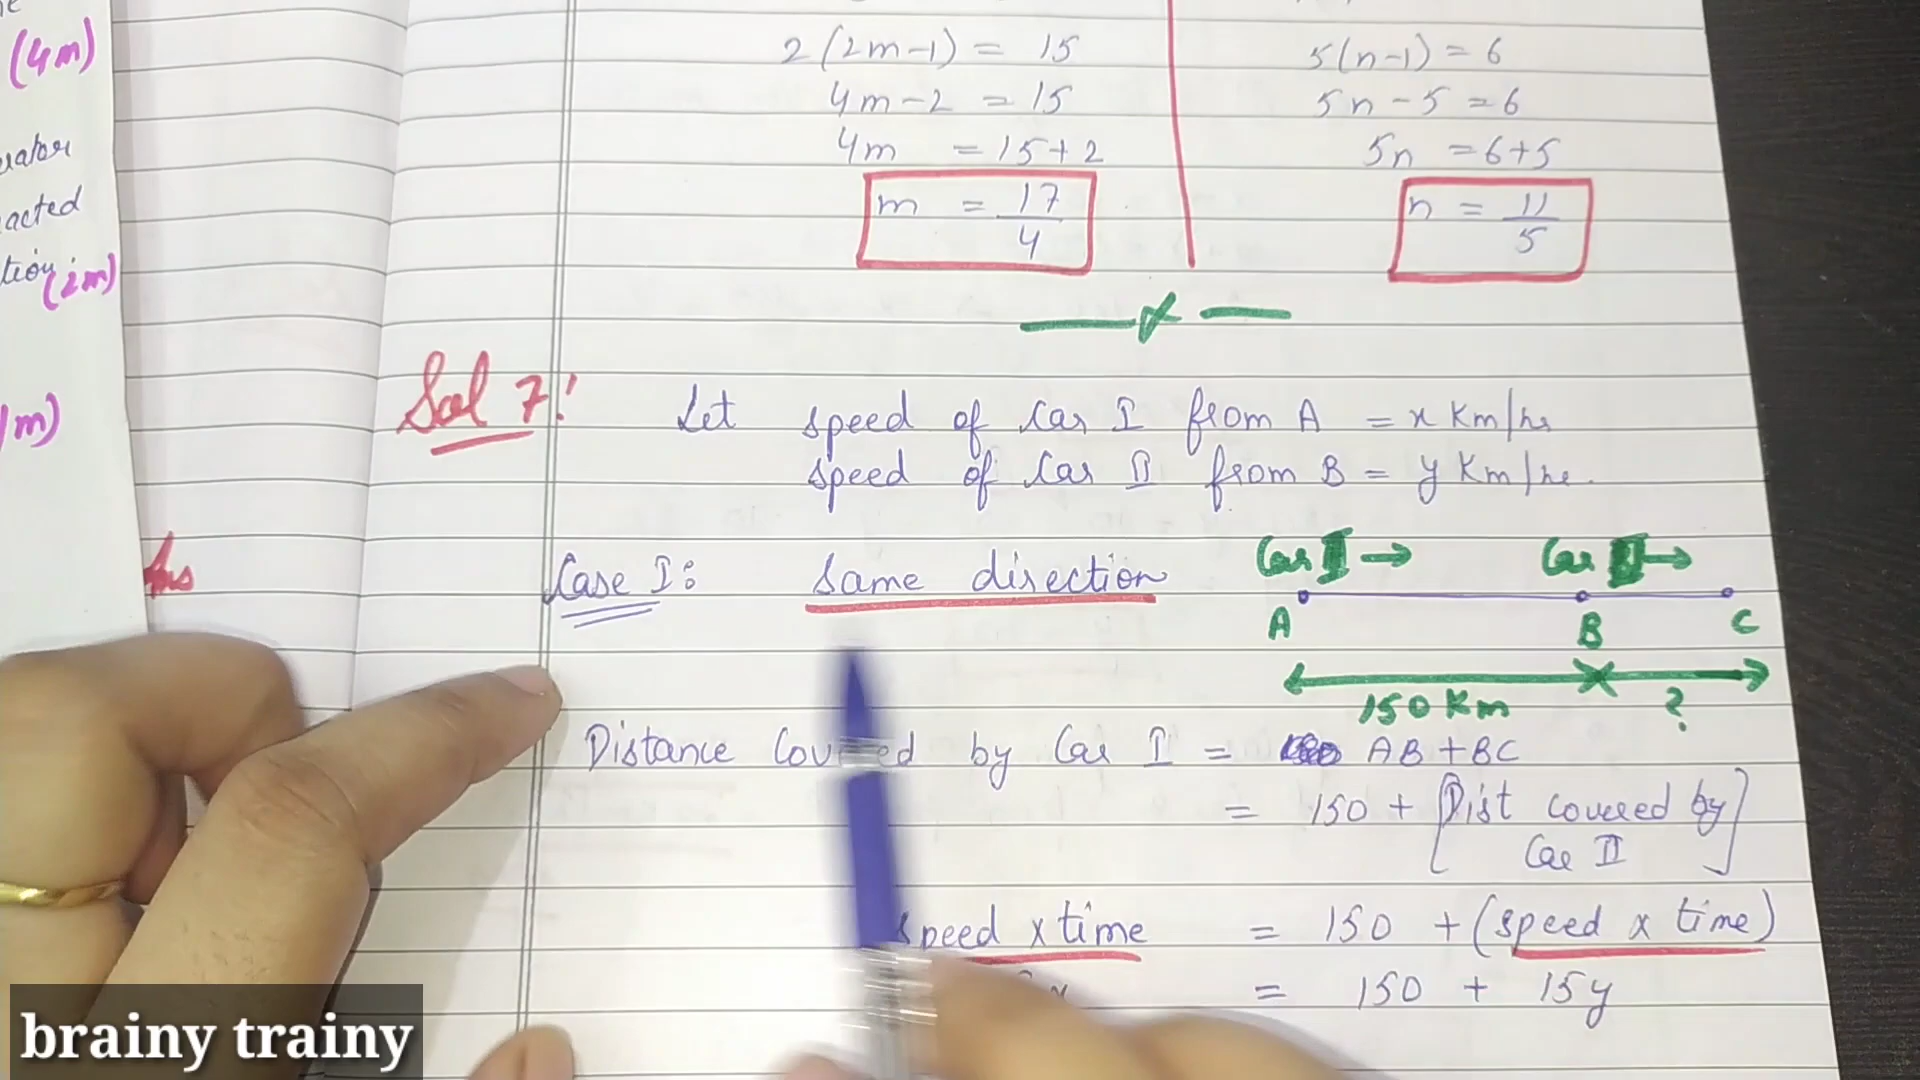 (4m)
acted
(2m)
m)
Ans
2(2m-1) = 15
4m-2 = 15
4m = 15+2
m = 17/4
5(n-1) = 6
5n-5 = 6
5n = 6+5
n = 11/5
Sol 7:
Let speed of Car I from A = x Km/hr
speed of Car II from B = y Km/hr.
Case I: Same direction
Car I → Car II →
A B C
150 Km ?
Distance Covered by Car I = AB + BC
= 150 + [Dist covered by
Car II]
speed x time = 150 + (speed x time)
= 150 + 15y
brainy trainy